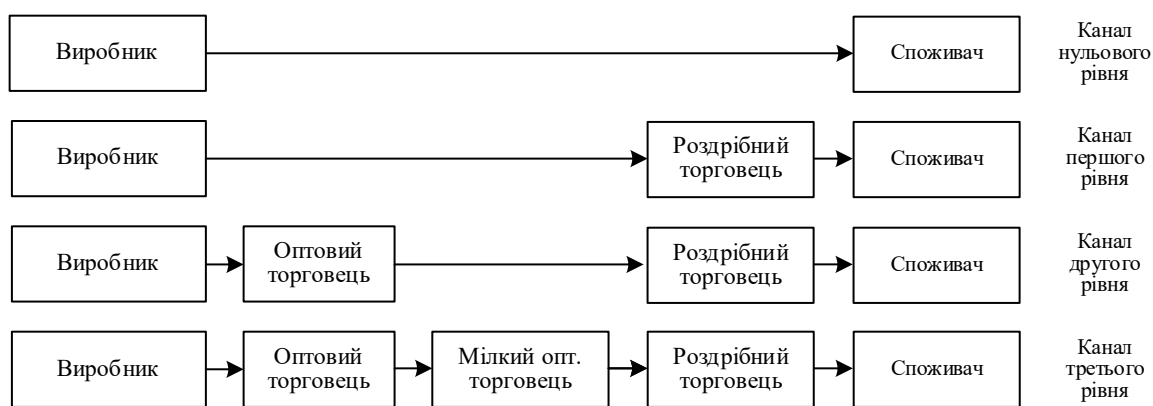 Виробник
Споживач
Канал
нульового
рівня
Виробник
Роздрібний
торговець
Споживач
Канал
першого
рівня
Виробник
Оптовий
торговець
Роздрібний
торговець
Споживач
Канал
другого
рівня
Виробник
Оптовий
торговець
Мілкий опт.
торговець
Роздрібний
торговець
Споживач
Канал
третього
рівня